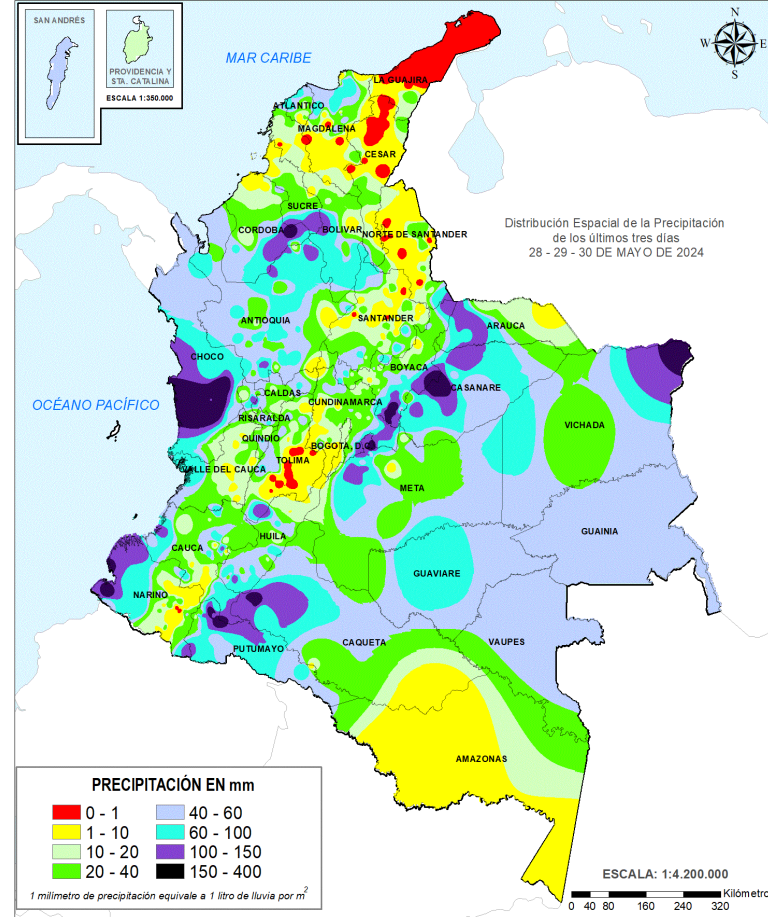 SAN ANDRÉS
PROVIDENCIA Y
STA. CATALINA
ESCALA 1:350.000
MAR CARIBE
N
W
E
S
LA GUAJIRA
ATLANTICO
MAGDALENA
CESAR
SUCRE
CORDOBA
BOLIVAR
NORTE DE SANTANDER
Distribución Espacial de la Precipitación
de los últimos tres días
28 - 29 - 30 DE MAYO DE 2024
ANTIOQUIA
SANTANDER
ARAUCA
CHOCO
BOYACA
CASANARE
OCÉANO PACÍFICO
CALDAS
CUNDINAMARCA
RISARALDA
VICHADA
QUINDIO
BOGOTA, D.C.
TOLIMA
VALLE DEL CAUCA
META
GUAINIA
CAUCA
HUILA
GUAVIARE
NARIÑO
PUTUMAYO
CAQUETA
VAUPES
AMAZONAS
PRECIPITACIÓN EN mm
0 - 1
40 - 60
1 - 10
60 - 100
10 - 20
100 - 150
20 - 40
150 - 400
1 milímetro de precipitación equivale a 1 litro de lluvia por m2
ESCALA: 1:4.200.000
Kilómetro
0 40 80 160 240 320